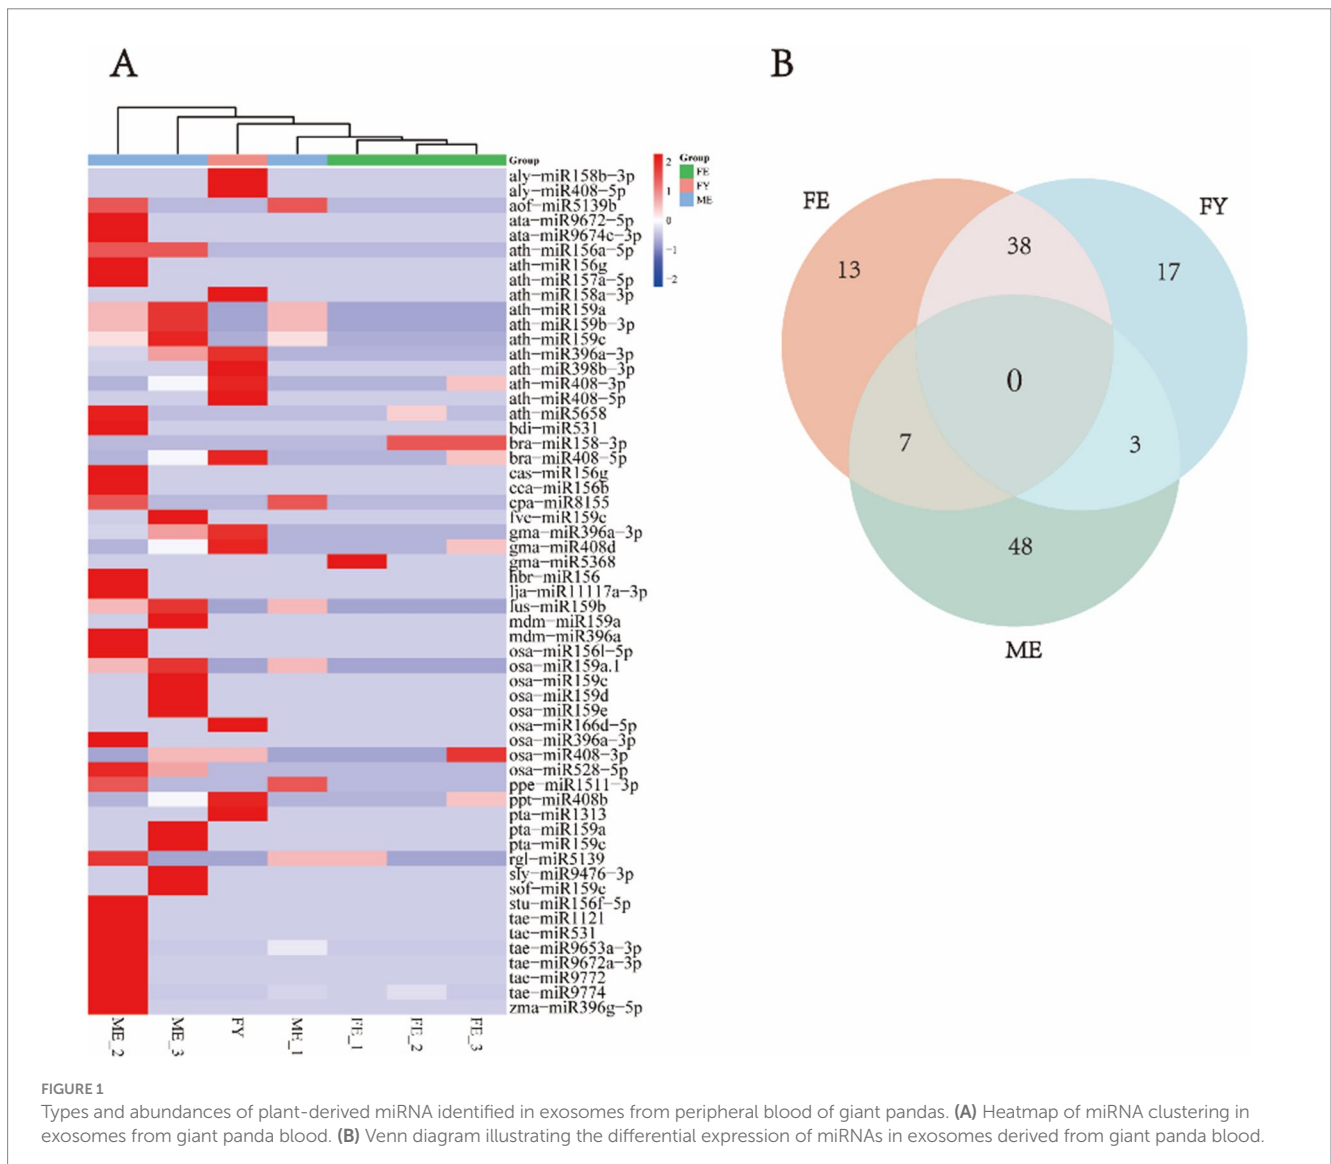 A
B
Group
aly-miR158b-3p
aly-miR408-5p
aof-miR5139b
ata-miR9672-5p
ata-miR9674c-3p
ath-miR156a-5p
ath-miR156g
ath-miR157a-5p
ath-miR158a-3p
ath-miR159a
ath-miR159b-3p
ath-miR159c
ath-miR396a-3p
ath-miR398b-3p
ath-miR408-3p
ath-miR408-5p
ath-miR5658
bdi-miR531
bra-miR158-3p
bra-miR408-5p
cas-miR156g
cca-miR156b
cpa-miR8155
fve-miR159c
gma-miR396a-3p
gma-miR408d
gma-miR5368
hbr-miR156
lja-miR11117a-3p
lus-miR159b
mdm-miR159a
mdm-miR396a
osa-miR156l-5p
osa-miR159a.1
osa-miR159c
osa-miR159d
osa-miR159e
osa-miR166d-5p
osa-miR396a-3p
osa-miR408-3p
osa-miR528-5p
ppe-miR1511-3p
ppt-miR408b
pta-miR1313
pta-miR159a
pta-miR159c
rgl-miR5139
sly-miR9476-3p
sof-miR159c
stu-miR156f-5p
tae-miR1121
tae-miR531
tae-miR9653a-3p
tae-miR9672a-3p
tae-miR9772
tae-miR9774
zma-miR396g-5p
2
1
0
-1
-2
Group
FE
FY
ME
ME_2
ME_3
FY
ME_1
FE_1
FE_2
FE_3
FE
FY
38
13
17
0
7
3
48
ME
FIGURE 1
Types and abundances of plant-derived miRNA identified in exosomes from peripheral blood of giant pandas. (A) Heatmap of miRNA clustering in
exosomes from giant panda blood. (B) Venn diagram illustrating the differential expression of miRNAs in exosomes derived from giant panda blood.